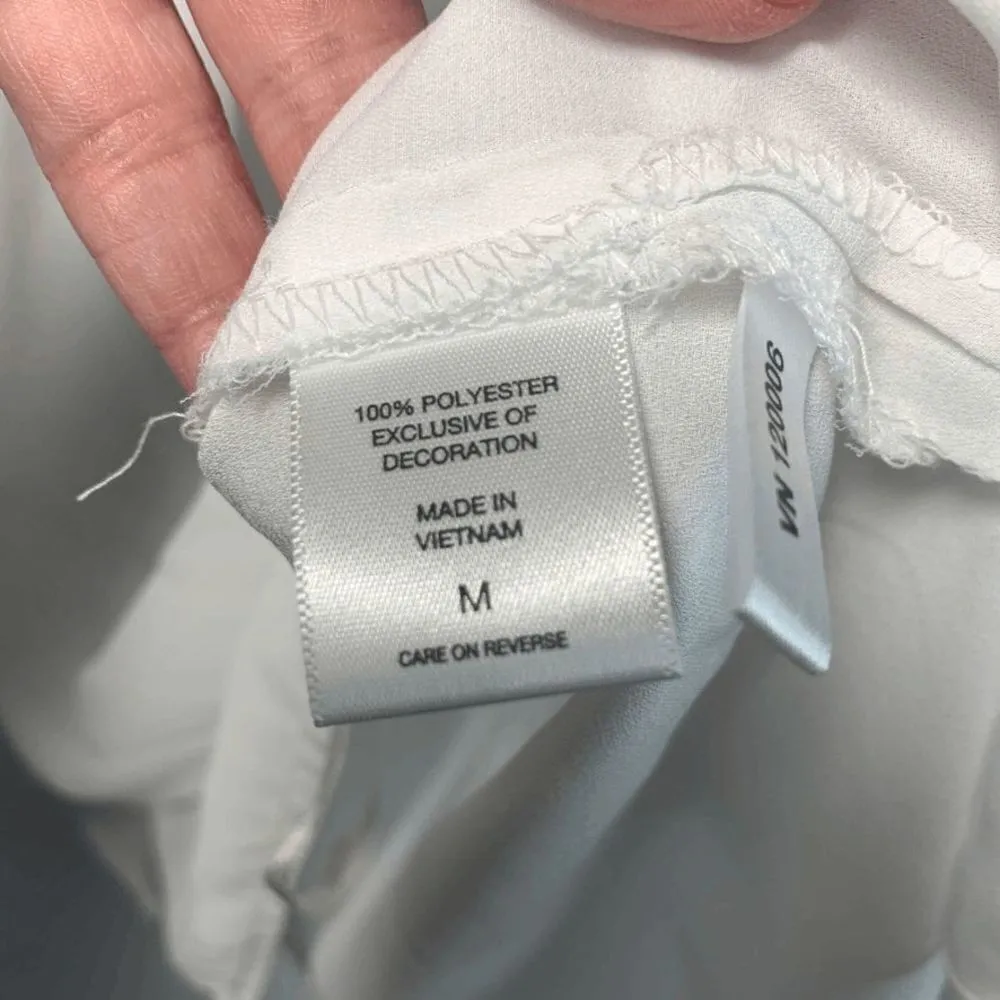 100% POLYESTER
EXCLUSIVE OF
DECORATION
MADE IN
VIETNAM
M
CARE ON REVERSE
VN 120006